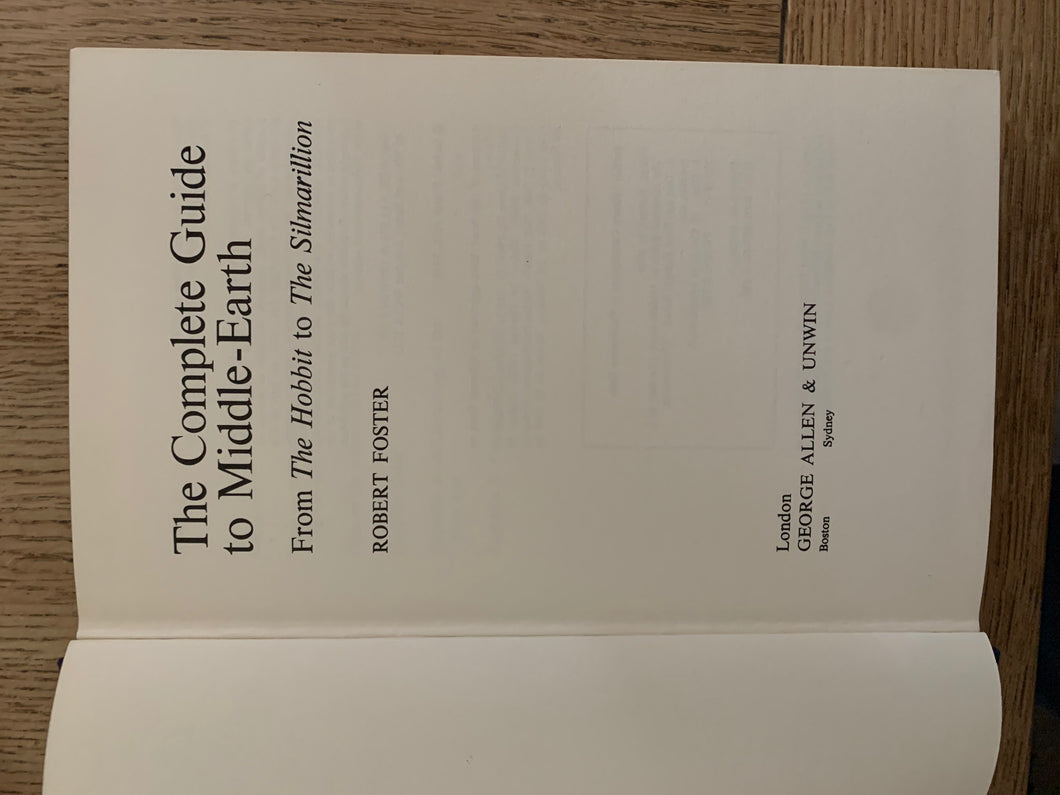 The Complete Guide
to Middle-Earth
From The Hobbit to The Silmarillion
ROBERT FOSTER
London
GEORGE ALLEN & UNWIN
Boston Sydney